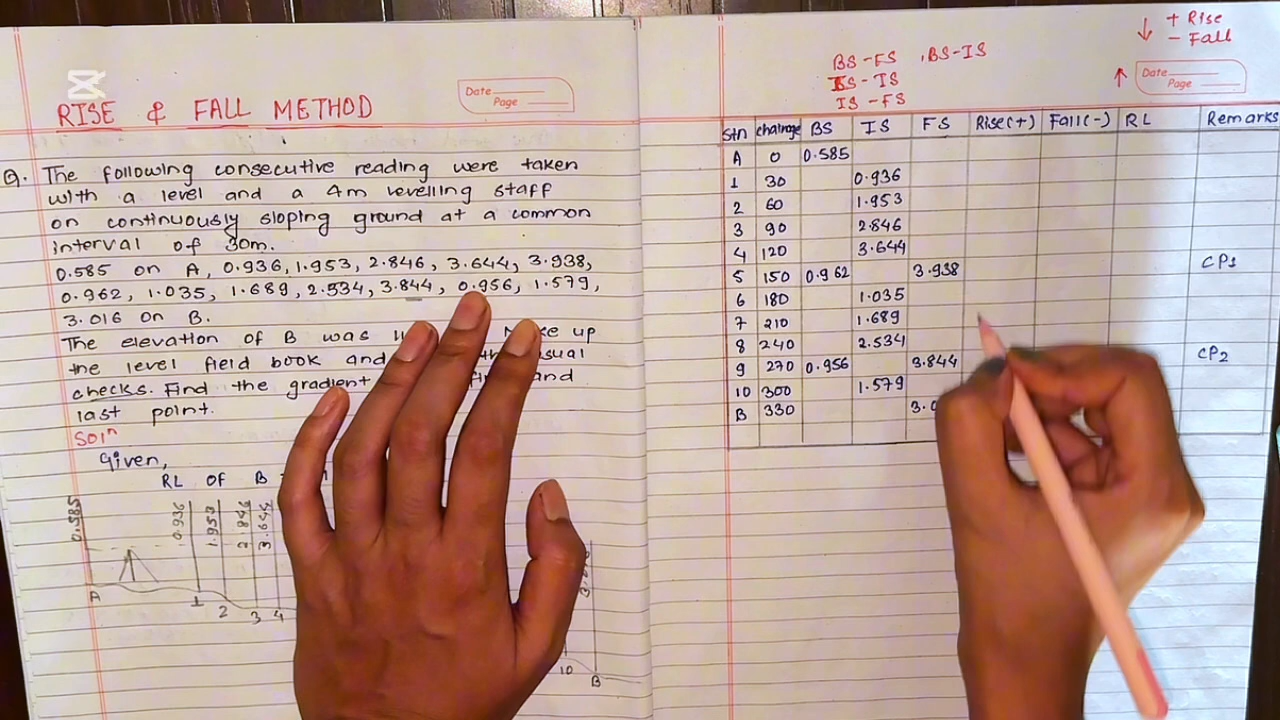 RISE & FALL METHOD
Date
Page
Q. The following consecutive reading were taken
with a level and a 4m levelling staff
on continuously sloping ground at a common
interval of 30m.
0.585 on A, 0.936, 1.953, 2.846, 3.644, 3.938,
0.962, 1.035, 1.689, 2.534, 3.844, 0.956, 1.579,
3.016 on B.
The elevation of B was up
the level field book and
checks. Find the gradient and
last point.
Soln
Given,
RL OF B
0.585 0.936 1.953 2.846 3.644
A 1 2 3 4 10 B
↓ + Rise
- Fall
BS - FS , BS - IS
IS - IS
IS - FS
↑
Date
Page
Stn chainage BS IS FS Rise(+) Fall(-) RL Remarks
A 0 0.585
1 30 0.936
2 60 1.953
3 90 2.846
4 120 3.644
5 150 0.962 3.938 CP1
6 180 1.035
7 210 1.689
8 240 2.534
9 270 0.956 3.844 CP2
10 300 1.579
B 330